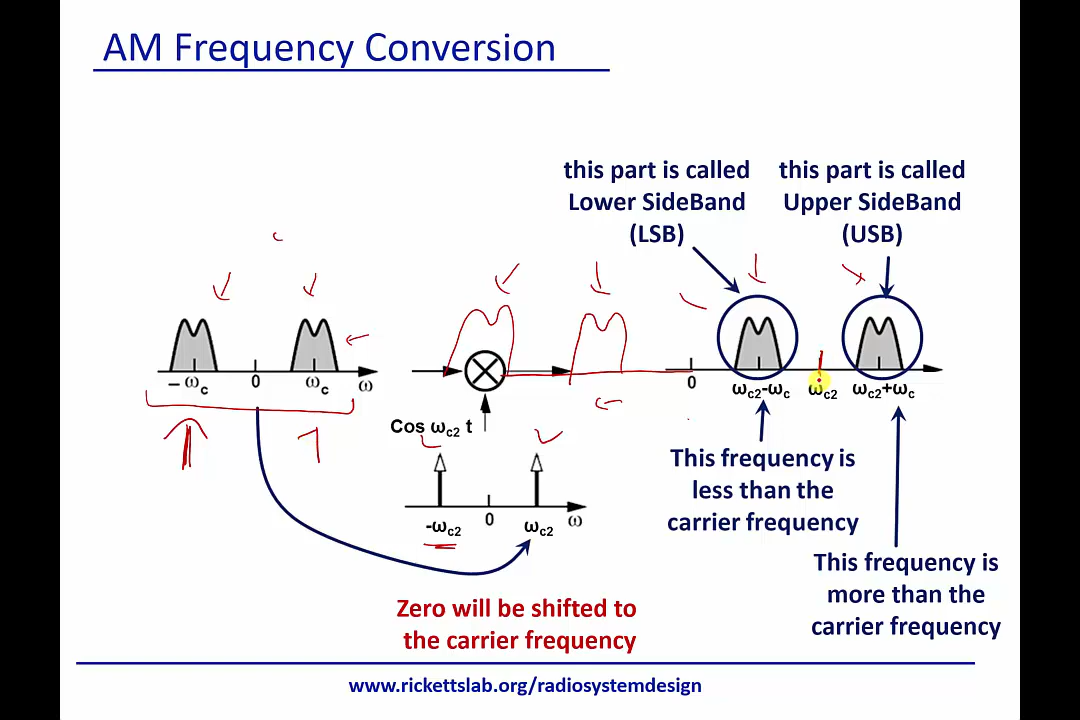 AM Frequency Conversion
this part is called
Lower SideBand
(LSB)
this part is called
Upper SideBand
(USB)
– ωc 0 ωc ω
Cos ωc2 t
0 ωc2-ωc ωc2 ωc2+ωc
-ωc2 0 ωc2 ω
This frequency is
less than the
carrier frequency
This frequency is
more than the
carrier frequency
Zero will be shifted to
the carrier frequency
www.rickettslab.org/radiosystemdesign